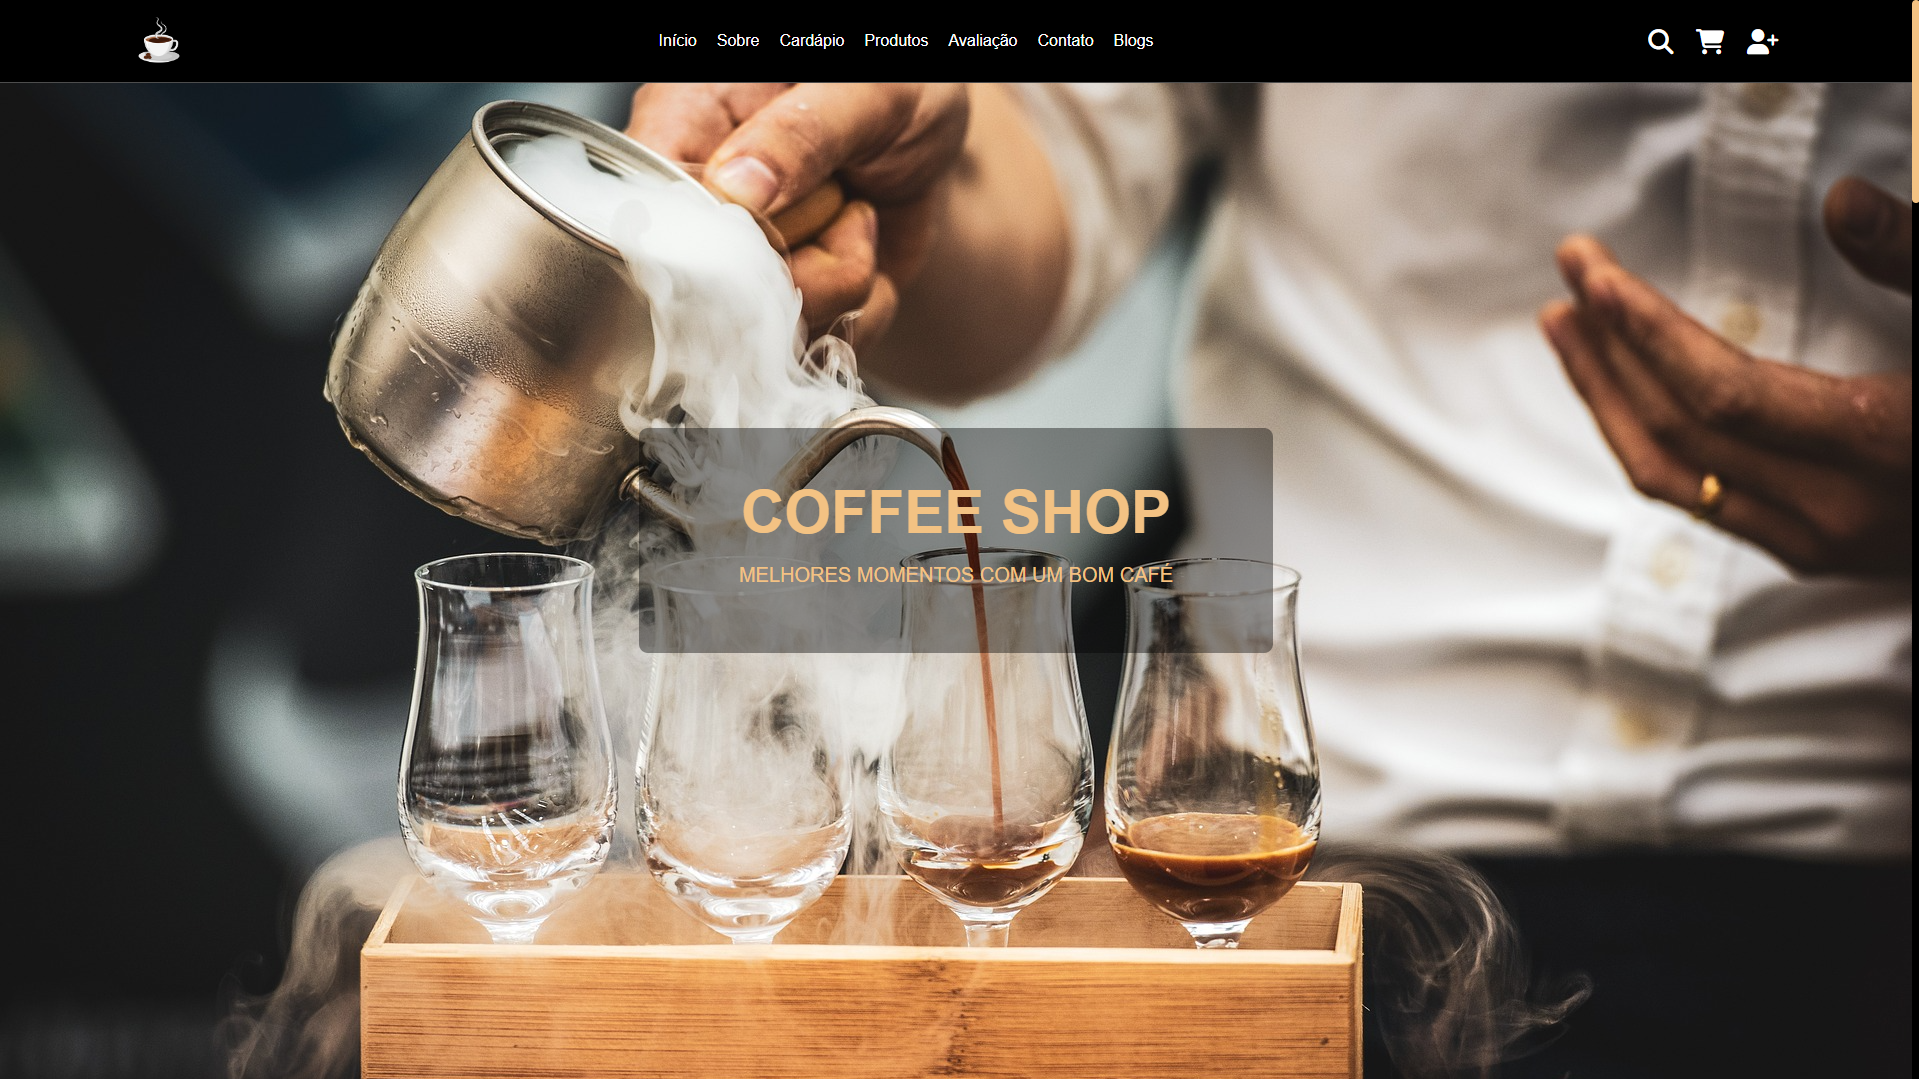 Início Sobre Cardápio Produtos Avaliação Contato Blogs
COFFEE SHOP
MELHORES MOMENTOS COM UM BOM CAFÉ